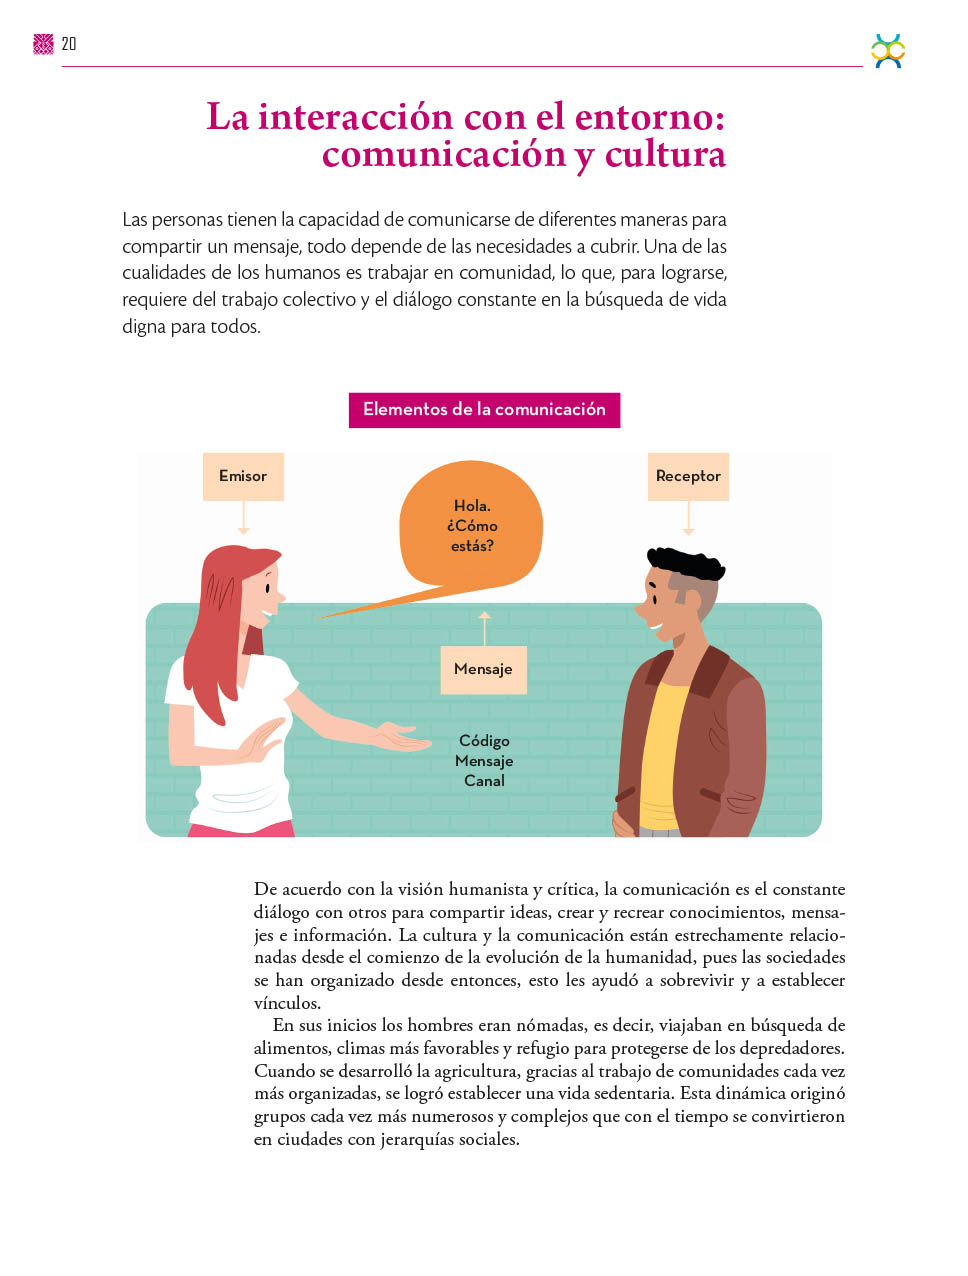 20
La interacción con el entorno:
comunicación y cultura
Las personas tienen la capacidad de comunicarse de diferentes maneras para
compartir un mensaje, todo depende de las necesidades a cubrir. Una de las
cualidades de los humanos es trabajar en comunidad, lo que, para lograrse,
requiere del trabajo colectivo y el diálogo constante en la búsqueda de vida
digna para todos.
Elementos de la comunicación
Emisor
Hola.
¿Cómo
estás?
Receptor
Mensaje
Código
Mensaje
Canal
De acuerdo con la visión humanista y crítica, la comunicación es el constante
diálogo con otros para compartir ideas, crear y recrear conocimientos, mensa-
jes e información. La cultura y la comunicación están estrechamente relacio-
nadas desde el comienzo de la evolución de la humanidad, pues las sociedades
se han organizado desde entonces, esto les ayudó a sobrevivir y a establecer
vínculos.
En sus inicios los hombres eran nómadas, es decir, viajaban en búsqueda de
alimentos, climas más favorables y refugio para protegerse de los depredadores.
Cuando se desarrolló la agricultura, gracias al trabajo de comunidades cada vez
más organizadas, se logró establecer una vida sedentaria. Esta dinámica originó
grupos cada vez más numerosos y complejos que con el tiempo se convirtieron
en ciudades con jerarquías sociales.